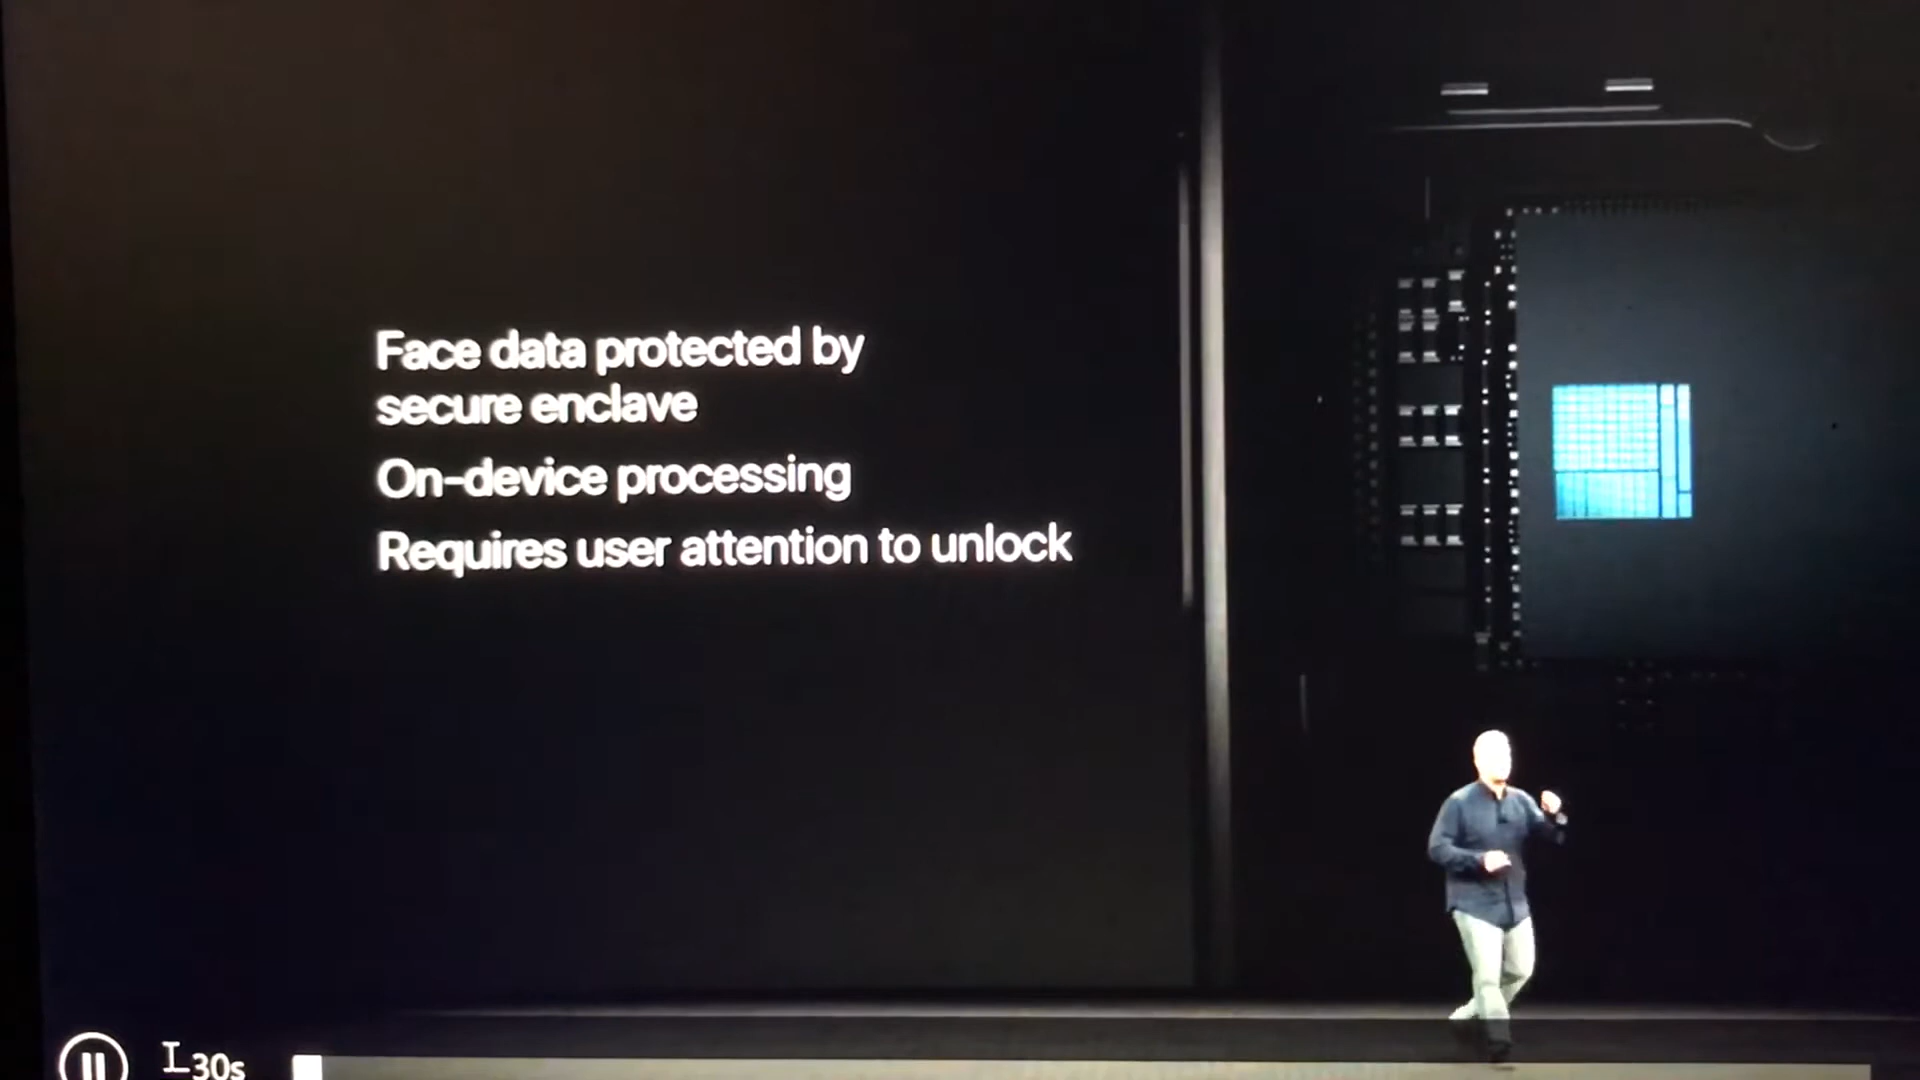 Face data protected by
secure enclave
On-device processing
Requires user attention to unlock
30s